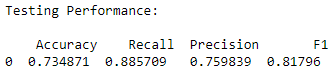 Testing Performance:
Accuracy Recall Precision F1
0 0.734871 0.885709 0.759839 0.81796